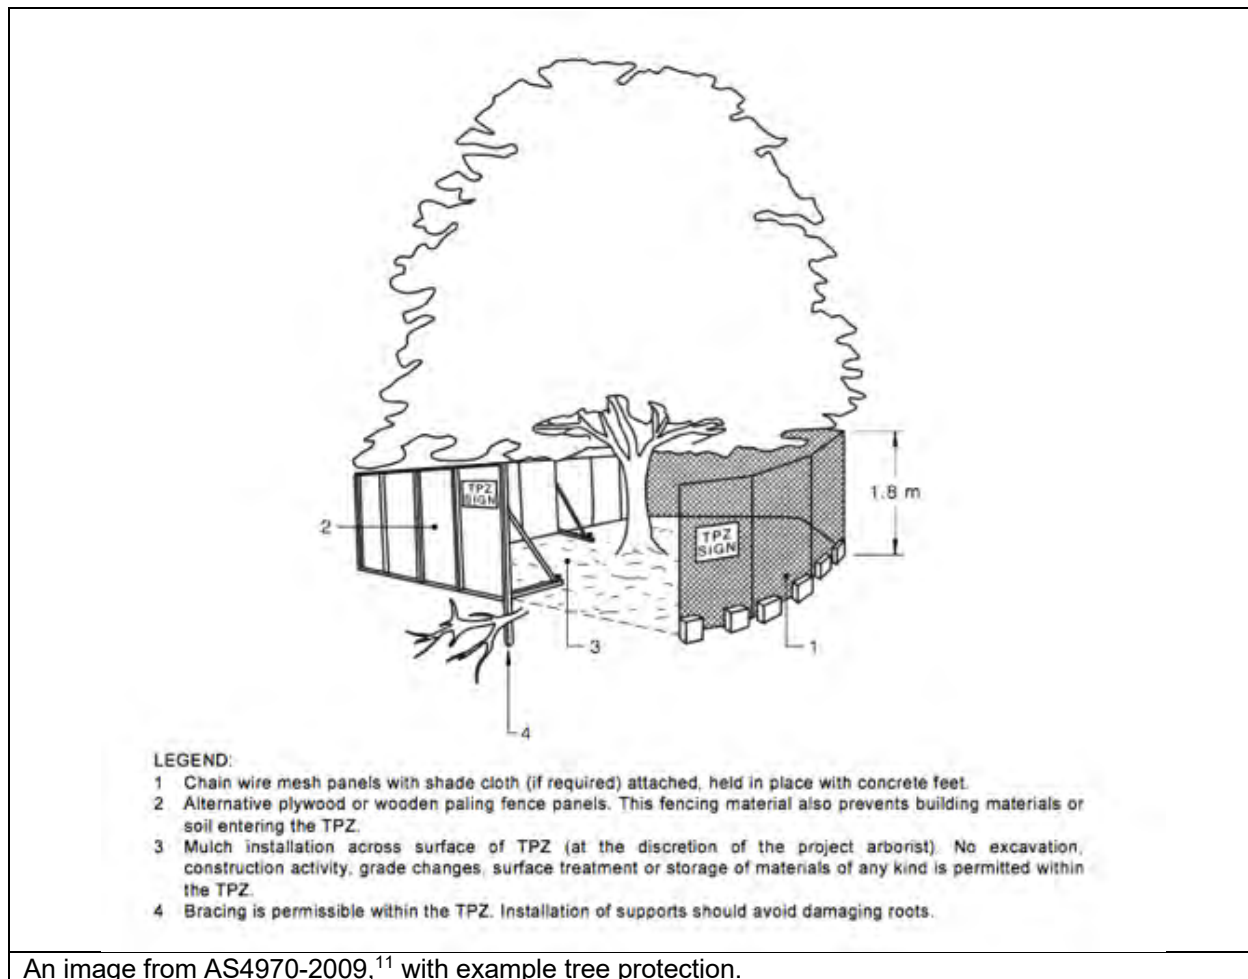 TPZ
SIGN
2
TPZ
SIGN
1.8 m
3
1
4
LEGEND:
1 Chain wire mesh panels with shade cloth (if required) attached, held in place with concrete feet.
2 Alternative plywood or wooden paling fence panels. This fencing material also prevents building materials or
soil entering the TPZ.
3 Mulch installation across surface of TPZ (at the discretion of the project arborist). No excavation,
construction activity, grade changes, surface treatment or storage of materials of any kind is permitted within
the TPZ.
4 Bracing is permissible within the TPZ. Installation of supports should avoid damaging roots.
An image from AS4970-2009,¹¹ with example tree protection.